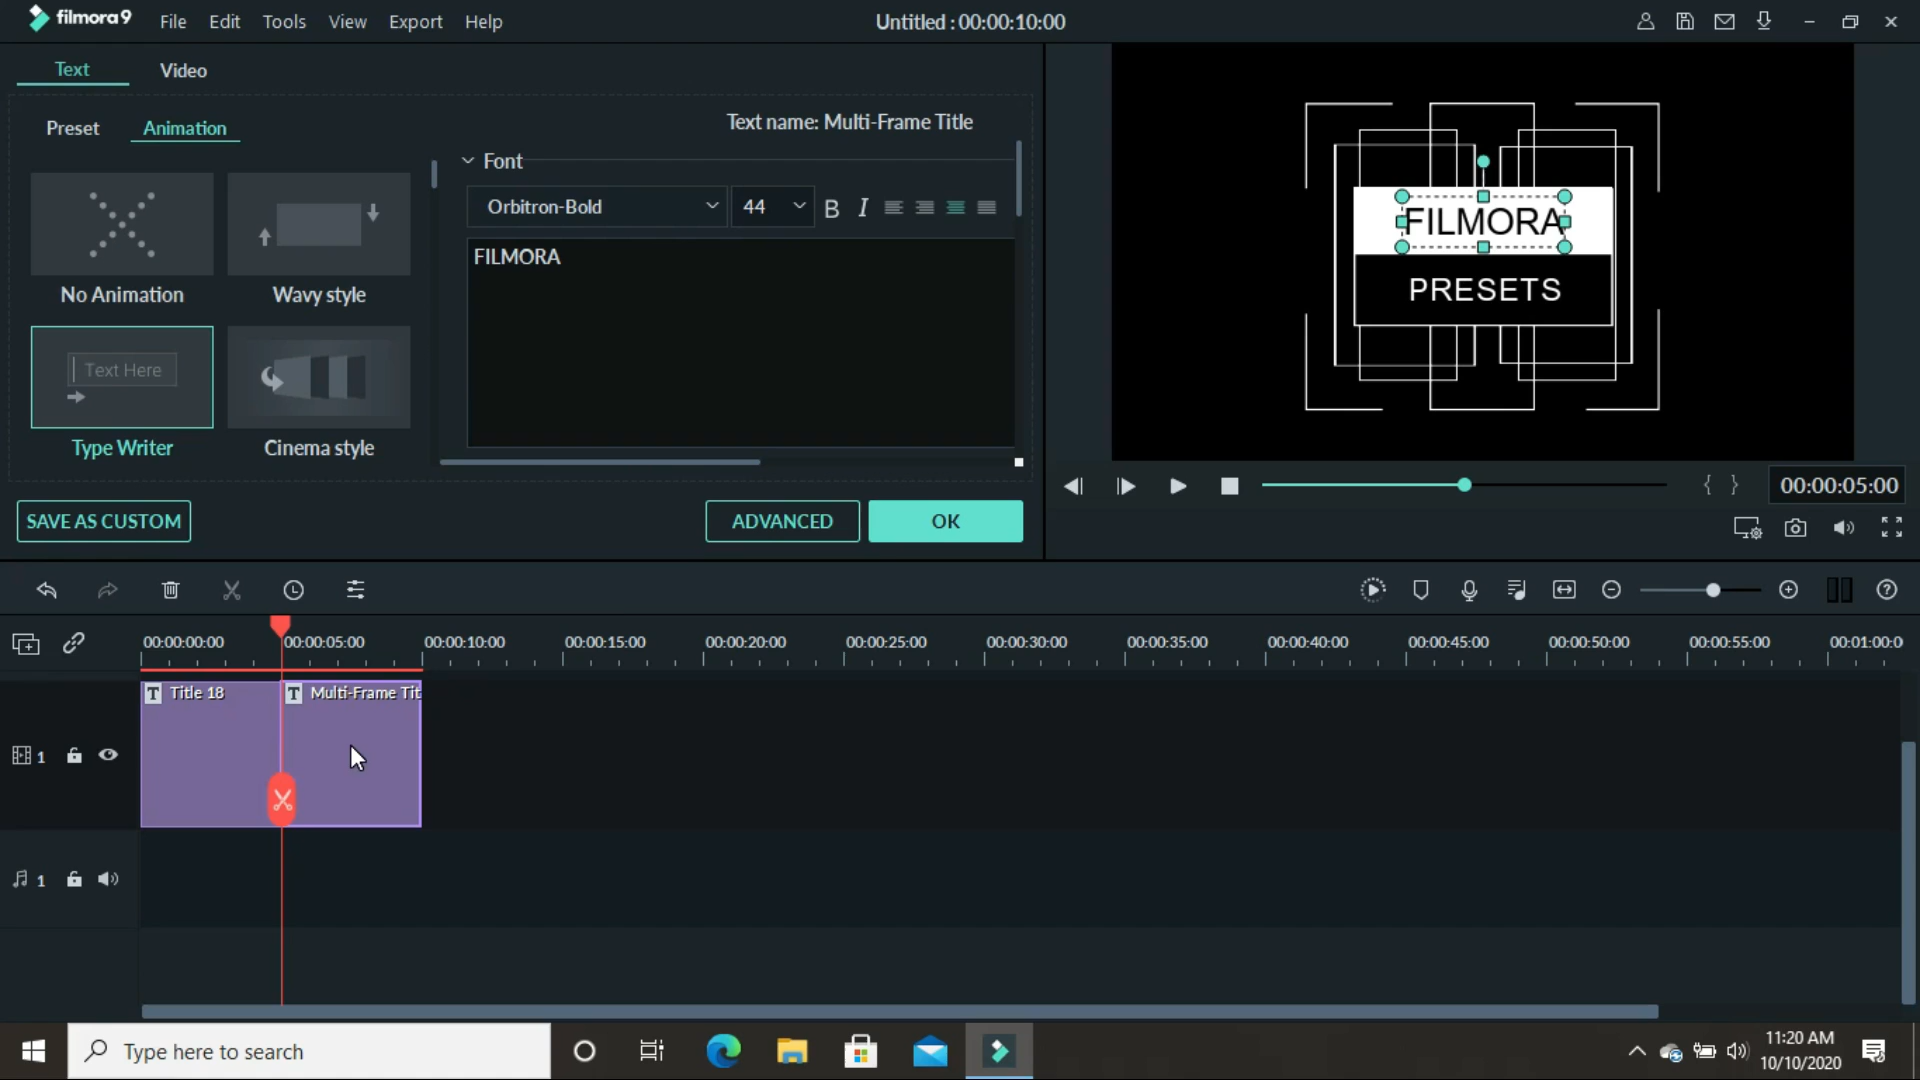 filmora9 File Edit Tools View Export Help Untitled : 00:00:10:00
Text Video
Preset Animation Text name: Multi-Frame Title
Font
Orbitron-Bold 44 B I
FILMORA
No Animation Wavy style
Text Here
Type Writer Cinema style
SAVE AS CUSTOM ADVANCED OK
FILMORA
PRESETS
{ } 00:00:05:00
00:00:00:00 00:00:05:00 00:00:10:00 00:00:15:00 00:00:20:00 00:00:25:00 00:00:30:00 00:00:35:00 00:00:40:00 00:00:45:00 00:00:50:00 00:00:55:00 00:01:00:0
T Title 18 T Multi-Frame Tit
1
1
Type here to search
11:20 AM
10/10/2020